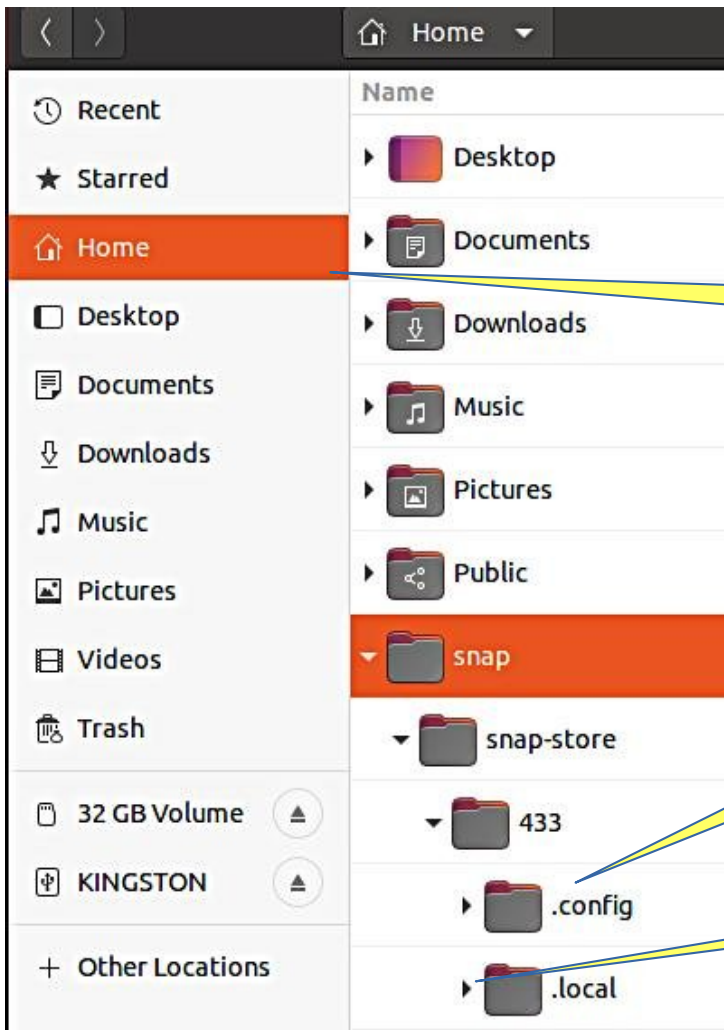 Home
Recent
Starred
Home
Desktop
Documents
Downloads
Music
Pictures
Videos
Trash
32 GB Volume
KINGSTON
+ Other Locations
Name
Desktop
Documents
Downloads
Music
Pictures
Public
snap
snap-store
433
.config
.local